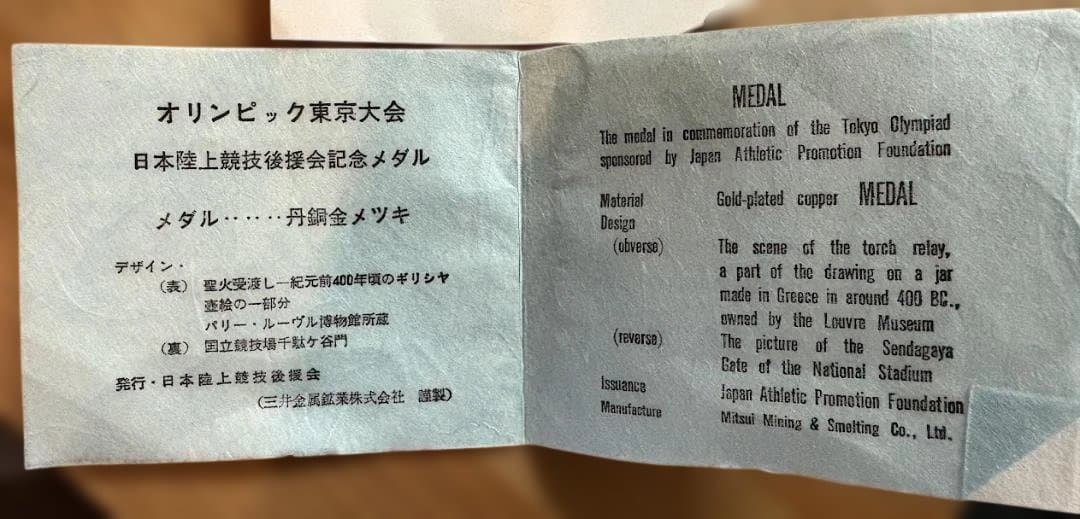 オリンピック東京大会
日本陸上競技後援会記念メダル
メダル‥‥‥丹銅金メツキ
デザイン・
(表) 聖火受渡し—紀元前400年頃のギリシヤ
壺絵の一部分
パリー・ルーヴル博物館所蔵
(裏) 国立競技場千駄ケ谷門
発行・日本陸上競技後援会
(三井金属鉱業株式会社 謹製)
MEDAL
The medal in commemoration of the Tokyo Olympiad
sponsored by Japan Athletic Promotion Foundation
Material Gold-plated copper MEDAL
Design
(obverse) The scene of the torch relay,
a part of the drawing on a jar
made in Greece in around 400 BC.,
owned by the Louvre Museum
(reverse) The picture of the Sendagaya
Gate of the National Stadium
Issuance Japan Athletic Promotion Foundation
Manufacture Mitsui Mining & Smelting Co., Ltd.